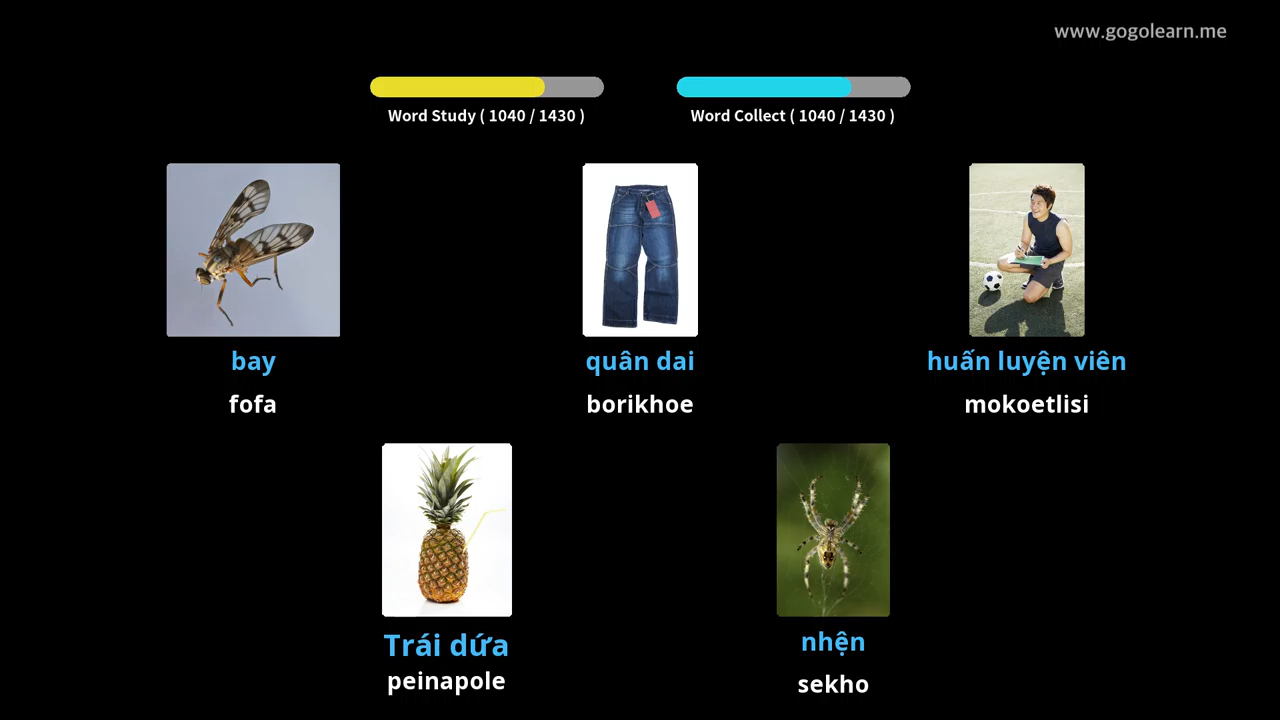 www.gogolearn.me
Word Study ( 1040 / 1430 )
Word Collect ( 1040 / 1430 )
bay
quân dai
huấn luyện viên
fofa
borikhoe
mokoetlisi
Trái dứa
nhện
peinapole
sekho